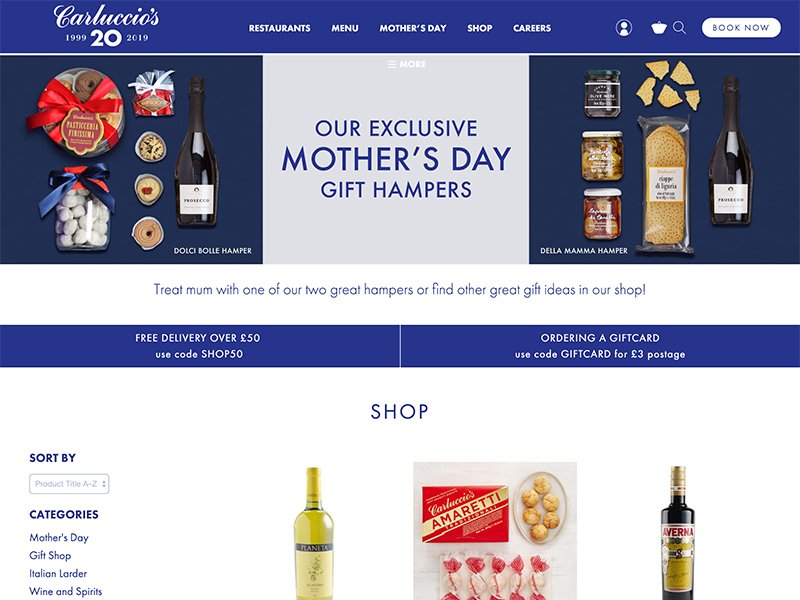 Carluccio's
1999 20 2019
RESTAURANTS MENU MOTHER'S DAY SHOP CAREERS
BOOK NOW
MORE
OUR EXCLUSIVE
MOTHER'S DAY
GIFT HAMPERS
PASTICCERIA
FINISSIMA
PROSECCO
DOLCI BOLLE HAMPER
OLIVE NERE
ciappe
di liguria
PROSECCO
DELLA MAMMA HAMPER
Treat mum with one of our two great hampers or find other great gift ideas in our shop!
FREE DELIVERY OVER £50
use code SHOP50
ORDERING A GIFTCARD
use code GIFTCARD for £3 postage
SHOP
SORT BY
Product Title A–Z
CATEGORIES
Mother's Day
Gift Shop
Italian Larder
Wine and Spirits
PLANETA
Carluccio's
AMARETTI
TRADIZIONALI
AVERNA